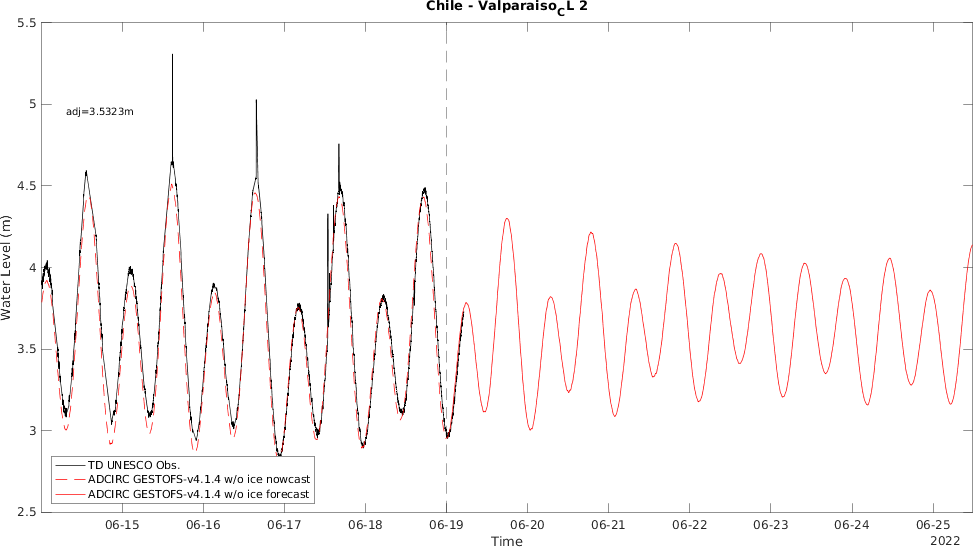 Chile - Valparaiso_CL 2
5.5
5
4.5
4
3.5
3
2.5
Water Level (m)
adj=3.5323m
TD UNESCO Obs.
ADCIRC GESTOFS-v4.1.4 w/o ice nowcast
ADCIRC GESTOFS-v4.1.4 w/o ice forecast
06-15 06-16 06-17 06-18 06-19 06-20 06-21 06-22 06-23 06-24 06-25
Time
2022